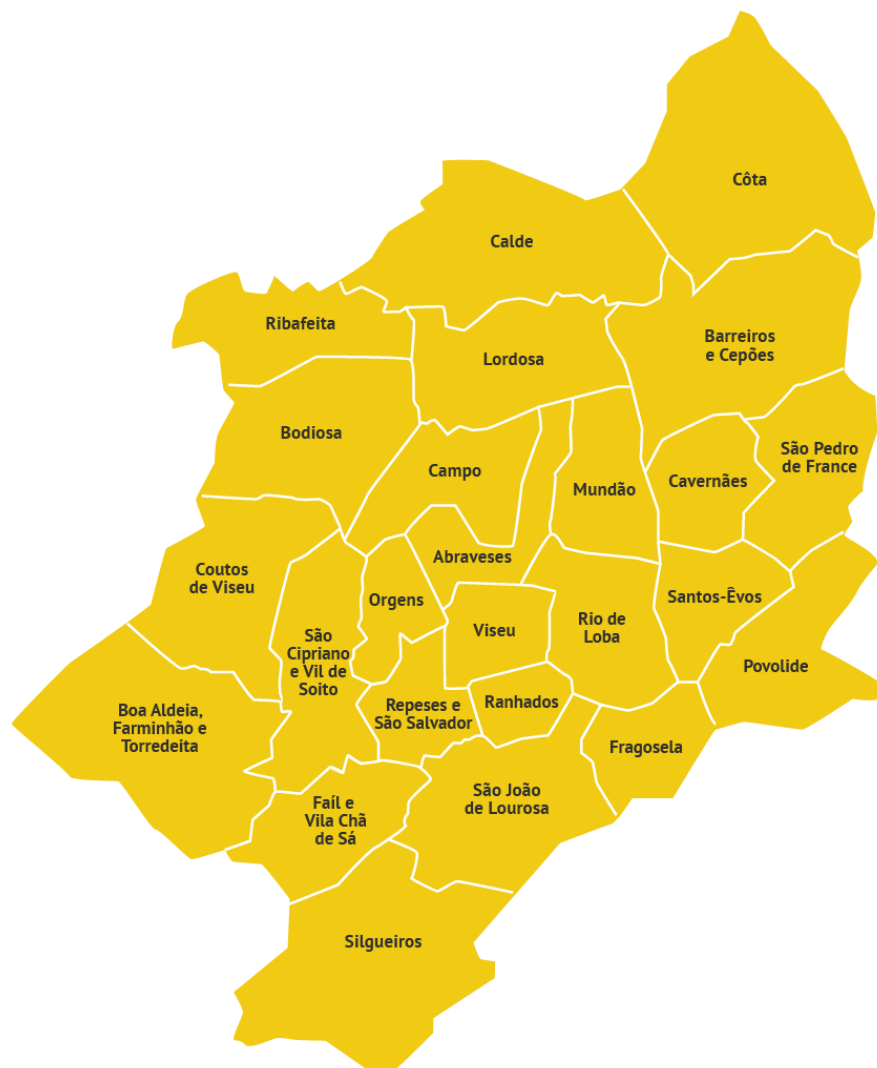 Côta
Calde
Ribafeita
Lordosa
Barreiros
e Cepões
Bodiosa
Campo
Mundão
Cavernães
São Pedro
de France
Coutos
de Viseu
Abraveses
Orgens
Viseu
Rio de
Loba
Santos-Êvos
São
Cipriano
e Vil de
Soito
Povolide
Boa Aldeia,
Farminhão e
Torredeita
Repeses e
São Salvador
Ranhados
Fragosela
São João
de Lourosa
Faíl e
Vila Chã
de Sá
Silgueiros